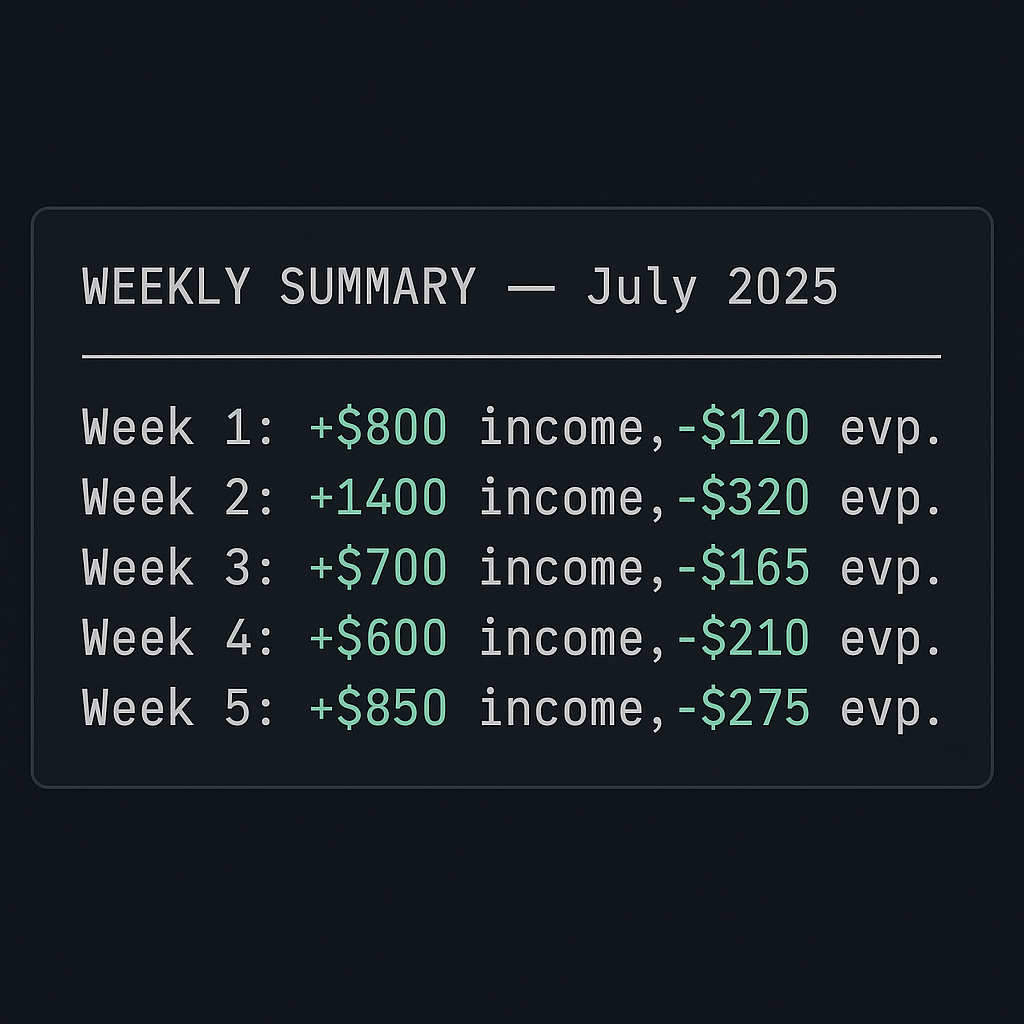 WEEKLY SUMMARY — July 2025
Week 1: +$800 income,-$120 evp.
Week 2: +1400 income,-$320 evp.
Week 3: +$700 income,-$165 evp.
Week 4: +$600 income,-$210 evp.
Week 5: +$850 income,-$275 evp.